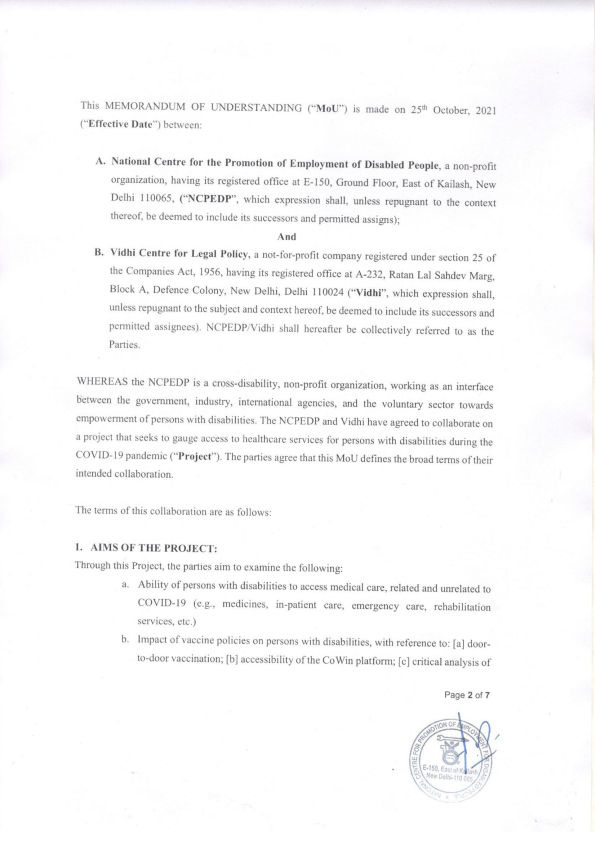 This MEMORANDUM OF UNDERSTANDING (“MoU”) is made on 25th October, 2021
(“Effective Date”) between:
A. National Centre for the Promotion of Employment of Disabled People, a non-profit
organization, having its registered office at E-150, Ground Floor, East of Kailash, New
Delhi 110065, (“NCPEDP”, which expression shall, unless repugnant to the context
thereof, be deemed to include its successors and permitted assigns);
And
B. Vidhi Centre for Legal Policy, a not-for-profit company registered under section 25 of
the Companies Act, 1956, having its registered office at A-232, Ratan Lal Sahdev Marg,
Block A, Defence Colony, New Delhi, Delhi 110024 (“Vidhi”, which expression shall,
unless repugnant to the subject and context hereof, be deemed to include its successors and
permitted assignees). NCPEDP/Vidhi shall hereafter be collectively referred to as the
Parties.
WHEREAS the NCPEDP is a cross-disability, non-profit organization, working as an interface
between the government, industry, international agencies, and the voluntary sector towards
empowerment of persons with disabilities. The NCPEDP and Vidhi have agreed to collaborate on
a project that seeks to gauge access to healthcare services for persons with disabilities during the
COVID-19 pandemic (“Project”). The parties agree that this MoU defines the broad terms of their
intended collaboration.
The terms of this collaboration are as follows:
1. AIMS OF THE PROJECT:
Through this Project, the parties aim to examine the following:
a. Ability of persons with disabilities to access medical care, related and unrelated to
COVID-19 (e.g., medicines, in-patient care, emergency care, rehabilitation
services, etc.)
b. Impact of vaccine policies on persons with disabilities, with reference to: [a] door-
to-door vaccination; [b] accessibility of the CoWin platform; [c] critical analysis of
Page 2 of 7
NATIONAL CENTRE FOR PROMOTION OF EMPLOYMENT FOR DISABLED PEOPLE
E-150, East of Kailash
New Delhi-110 065